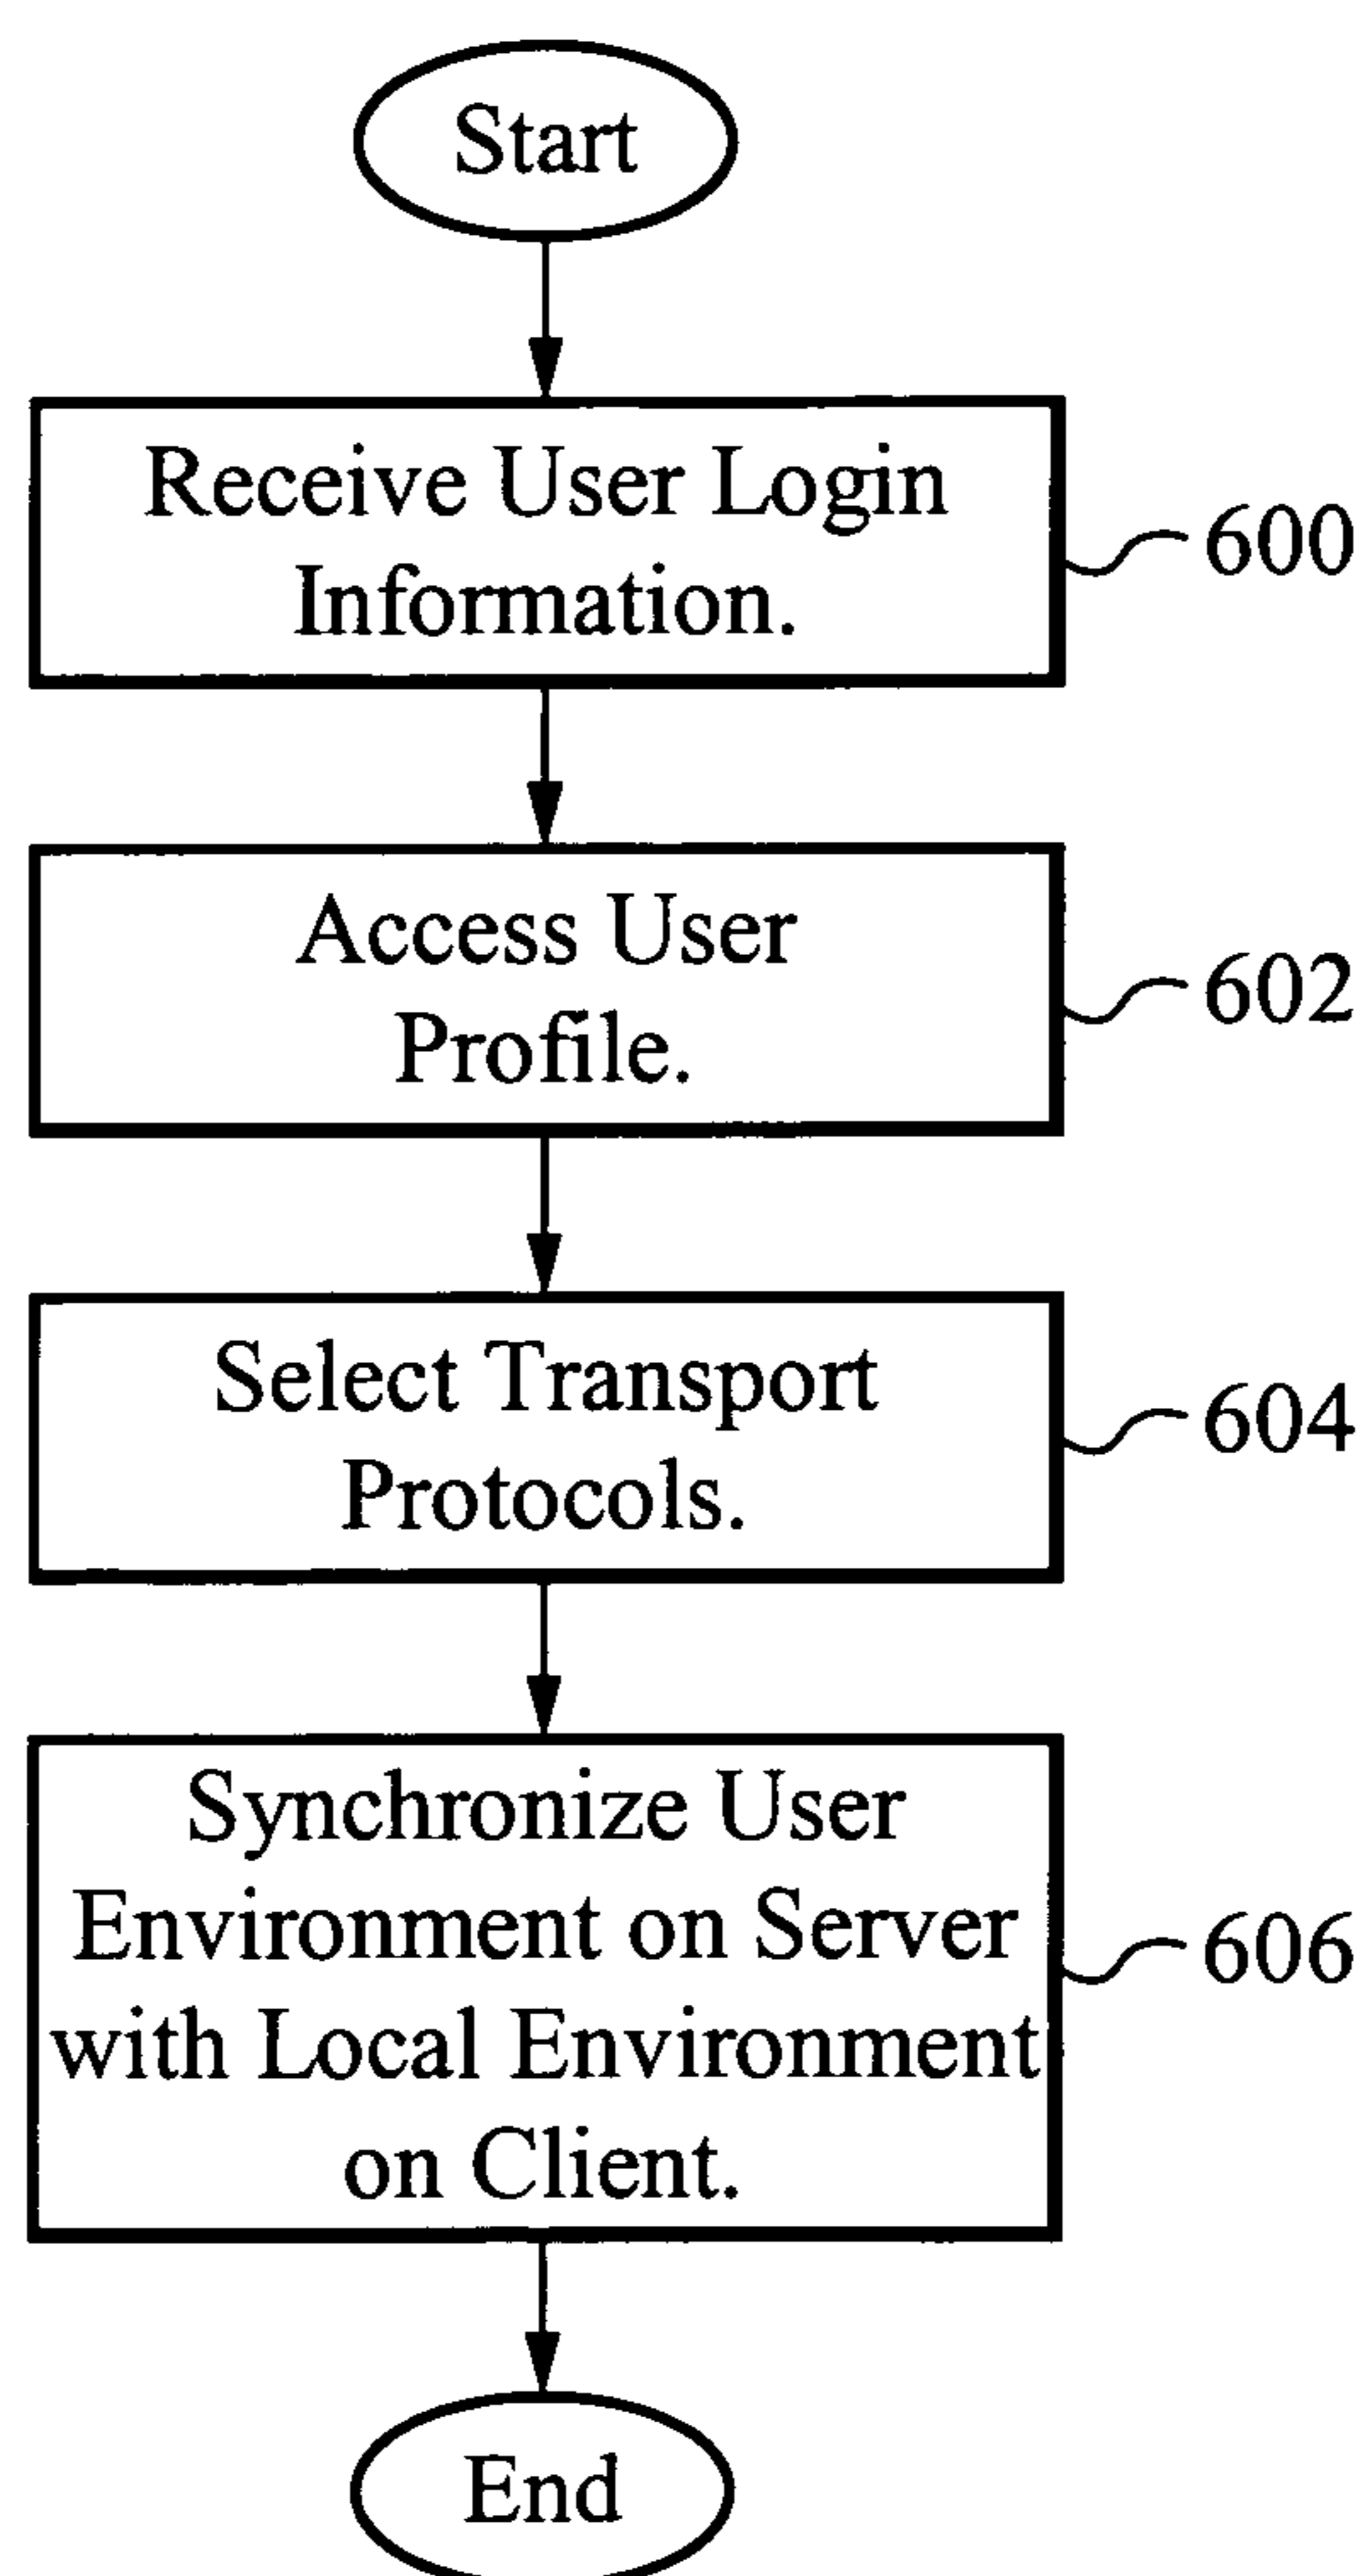 Start
Receive User Login
Information.
600
Access User
Profile.
602
Select Transport
Protocols.
604
Synchronize User
Environment on Server
with Local Environment
on Client.
606
End